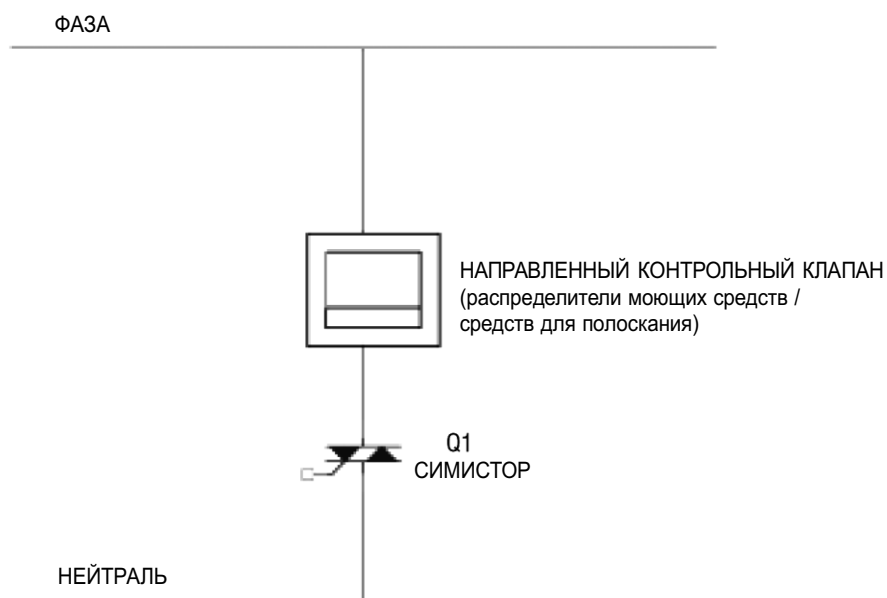 ФАЗА
НАПРАВЛЕННЫЙ КОНТРОЛЬНЫЙ КЛАПАН
(распределители моющих средств /
средств для полоскания)
Q1
СИМИСТОР
НЕЙТРАЛЬ